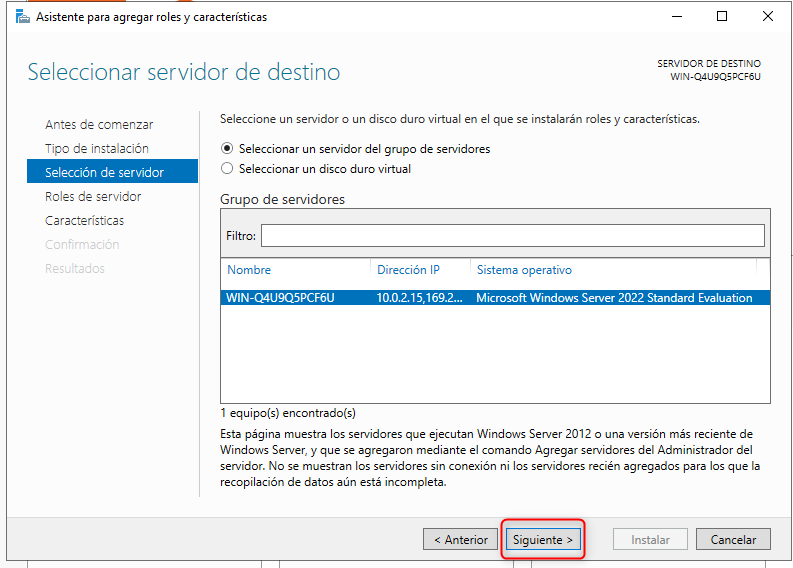 Asistente para agregar roles y características
Seleccionar servidor de destino
SERVIDOR DE DESTINO
WIN-Q4U9Q5PCF6U
Antes de comenzar
Tipo de instalación
Selección de servidor
Roles de servidor
Características
Confirmación
Resultados
Seleccione un servidor o un disco duro virtual en el que se instalarán roles y características.
Seleccionar un servidor del grupo de servidores
Seleccionar un disco duro virtual
Grupo de servidores
Filtro:
Nombre Dirección IP Sistema operativo
WIN-Q4U9Q5PCF6U 10.0.2.15,169.2... Microsoft Windows Server 2022 Standard Evaluation
1 equipo(s) encontrado(s)
Esta página muestra los servidores que ejecutan Windows Server 2012 o una versión más reciente de
Windows Server, y que se agregaron mediante el comando Agregar servidores del Administrador del
servidor. No se muestran los servidores sin conexión ni los servidores recién agregados para los que la
recopilación de datos aún está incompleta.
< Anterior Siguiente > Instalar Cancelar